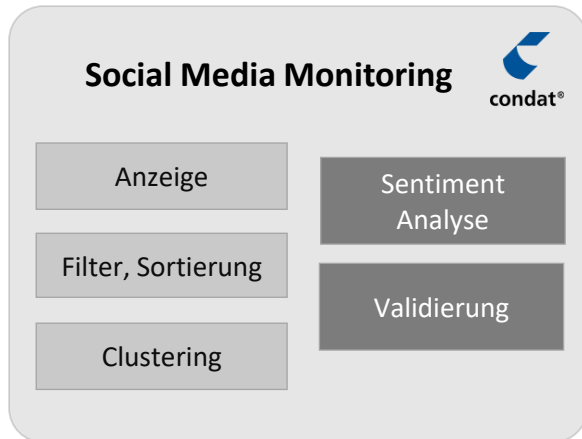 Social Media Monitoring
condat®
Anzeige
Filter, Sortierung
Clustering
Sentiment
Analyse
Validierung